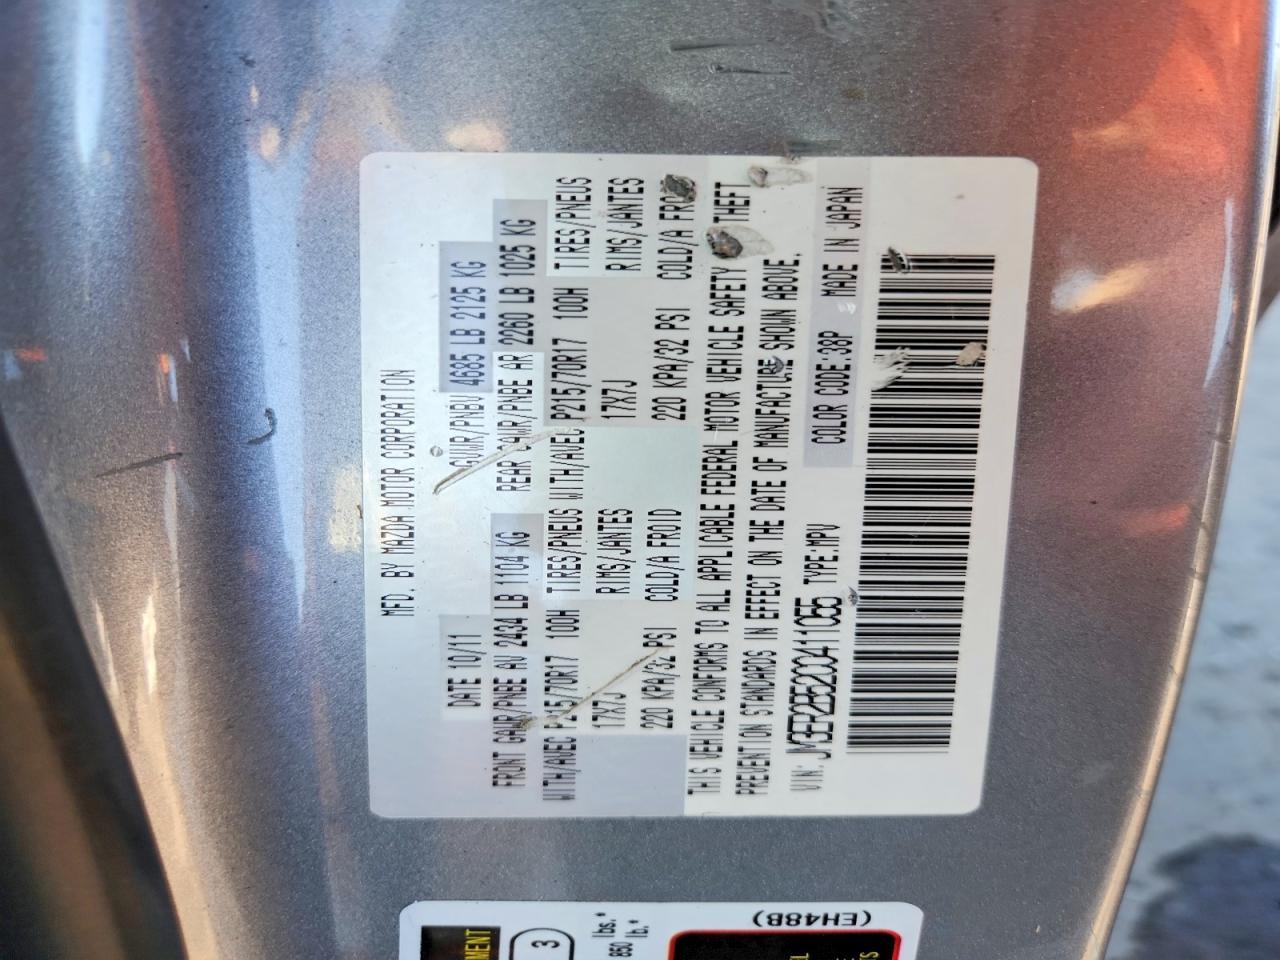 MFD. BY MAZDA MOTOR CORPORATION
DATE 10/11 GVWR/PNBV 4685 LB 2125 KG
FRONT GAWR/PNBE AV 2434 LB 1104 KG REAR GAWR/PNBE AR 2260 LB 1025 KG
WITH/AVEC P215/70R17 100H TIRES/PNEUS WITH/AVEC P215/70R17 100H TIRES/PNEUS
17X7J RIMS/JANTES 17X7J RIMS/JANTES
220 KPA/32 PSI COLD/A FROID 220 KPA/32 PSI COLD/A
THIS VEHICLE CONFORMS TO ALL APPLICABLE FEDERAL MOTOR VEHICLE SAFETY THEFT
PREVENTION STANDARDS IN EFFECT ON THE DATE OF MANUFACTURE SHOWN ABOVE.
VIN: JM3ER2B52C0411055 TYPE:MPV COLOR CODE:38P MADE IN JAPAN
(EH48B)
3
lbs.*
850 lb.*